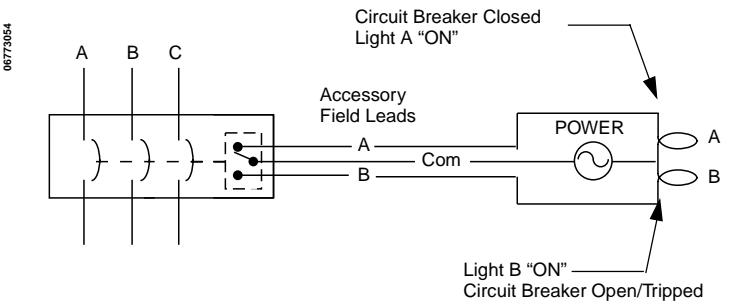 Circuit Breaker Closed
Light A “ON”
06773054
A B C
Accessory
Field Leads
POWER
A
Com
B
A
B
Light B “ON”
Circuit Breaker Open/Tripped